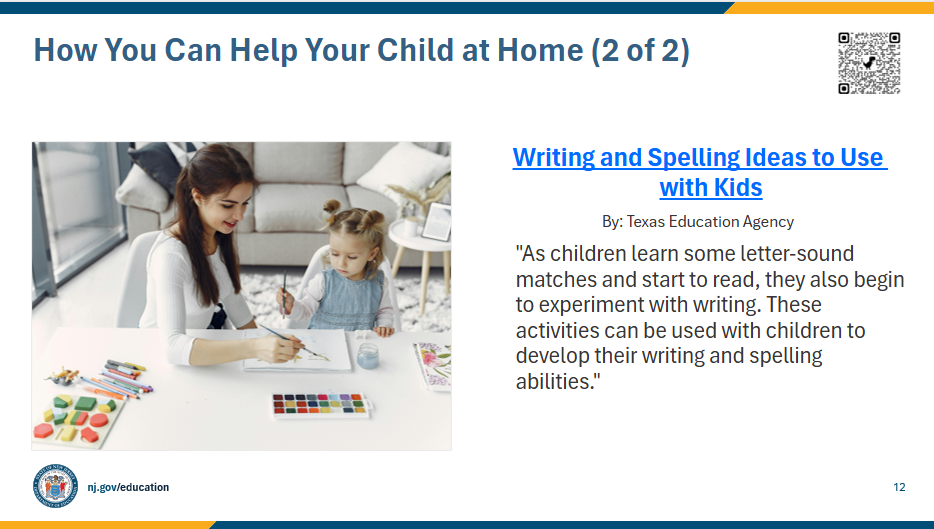 How You Can Help Your Child at Home (2 of 2)
Writing and Spelling Ideas to Use
with Kids
By: Texas Education Agency
"As children learn some letter-sound
matches and start to read, they also begin
to experiment with writing. These
activities can be used with children to
develop their writing and spelling
abilities."
nj.gov/education
12